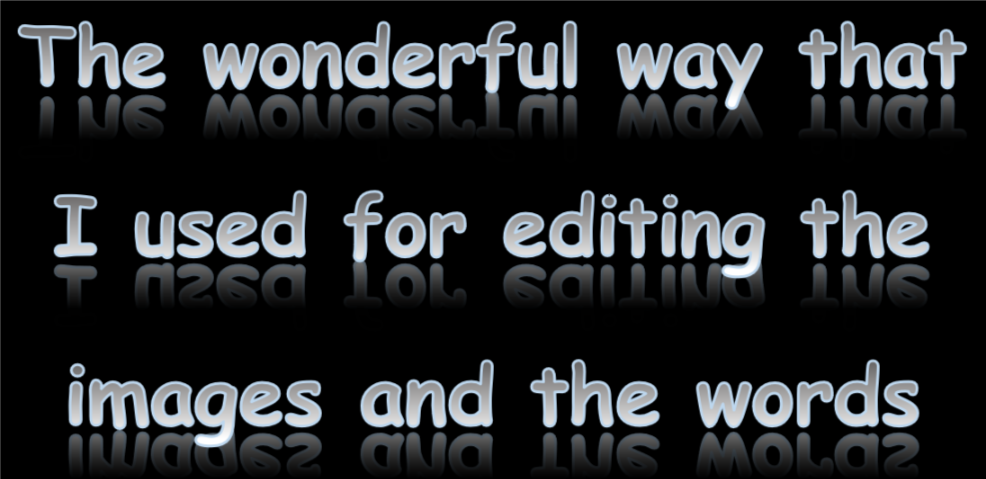 The wonderful way that
I used for editing the
images and the words